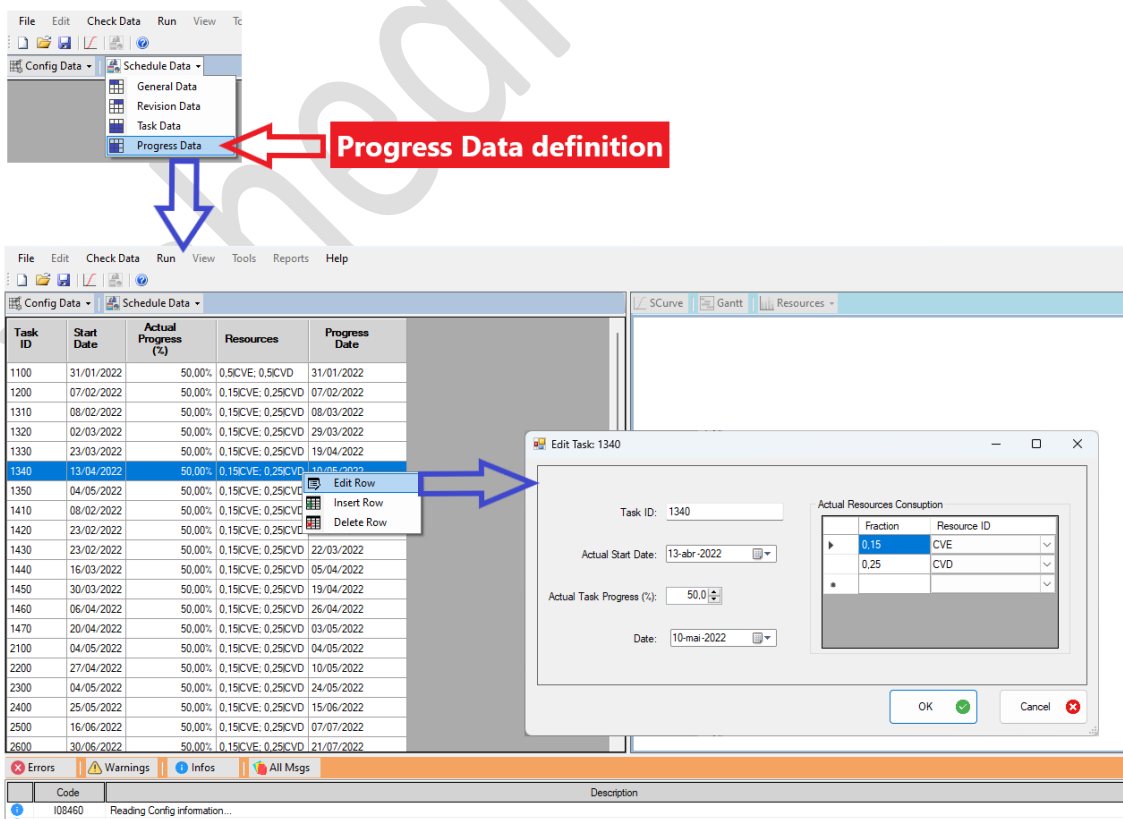 File Edit Check Data Run View To
Config Data Schedule Data
General Data
Revision Data
Task Data
Progress Data
Progress Data definition
File Edit Check Data Run View Tools Reports Help
Config Data Schedule Data SCurve Gantt Resources
Task ID Start Date Actual Progress (%) Resources Progress Date
1100 31/01/2022 50,00% 0,5|CVE; 0,5|CVD 31/01/2022
1200 07/02/2022 50,00% 0,15|CVE; 0,25|CVD 07/02/2022
1310 08/02/2022 50,00% 0,15|CVE; 0,25|CVD 08/03/2022
1320 02/03/2022 50,00% 0,15|CVE; 0,25|CVD 29/03/2022
1330 23/03/2022 50,00% 0,15|CVE; 0,25|CVD 19/04/2022
1340 13/04/2022 50,00% 0,15|CVE; 0,25|CVD 10/05/2022
1350 04/05/2022 50,00% 0,15|CVE; 0,25|CVD
1410 08/02/2022 50,00% 0,15|CVE; 0,25|CVD
1420 23/02/2022 50,00% 0,15|CVE; 0,25|CVD
1430 23/02/2022 50,00% 0,15|CVE; 0,25|CVD 22/03/2022
1440 16/03/2022 50,00% 0,15|CVE; 0,25|CVD 05/04/2022
1450 30/03/2022 50,00% 0,15|CVE; 0,25|CVD 19/04/2022
1460 06/04/2022 50,00% 0,15|CVE; 0,25|CVD 26/04/2022
1470 20/04/2022 50,00% 0,15|CVE; 0,25|CVD 03/05/2022
2100 04/05/2022 50,00% 0,15|CVE; 0,25|CVD 04/05/2022
2200 27/04/2022 50,00% 0,15|CVE; 0,25|CVD 10/05/2022
2300 04/05/2022 50,00% 0,15|CVE; 0,25|CVD 24/05/2022
2400 25/05/2022 50,00% 0,15|CVE; 0,25|CVD 15/06/2022
2500 16/06/2022 50,00% 0,15|CVE; 0,25|CVD 07/07/2022
2600 30/06/2022 50,00% 0,15|CVE; 0,25|CVD 21/07/2022
Edit Row
Insert Row
Delete Row
Edit Task: 1340
Task ID: 1340
Actual Start Date: 13-abr-2022
Actual Task Progress (%): 50,0
Date: 10-mai-2022
Actual Resources Consuption
Fraction Resource ID
0,15 CVE
0,25 CVD
OK Cancel
Errors Warnings Infos All Msgs
Code Description
I08460 Reading Config information...